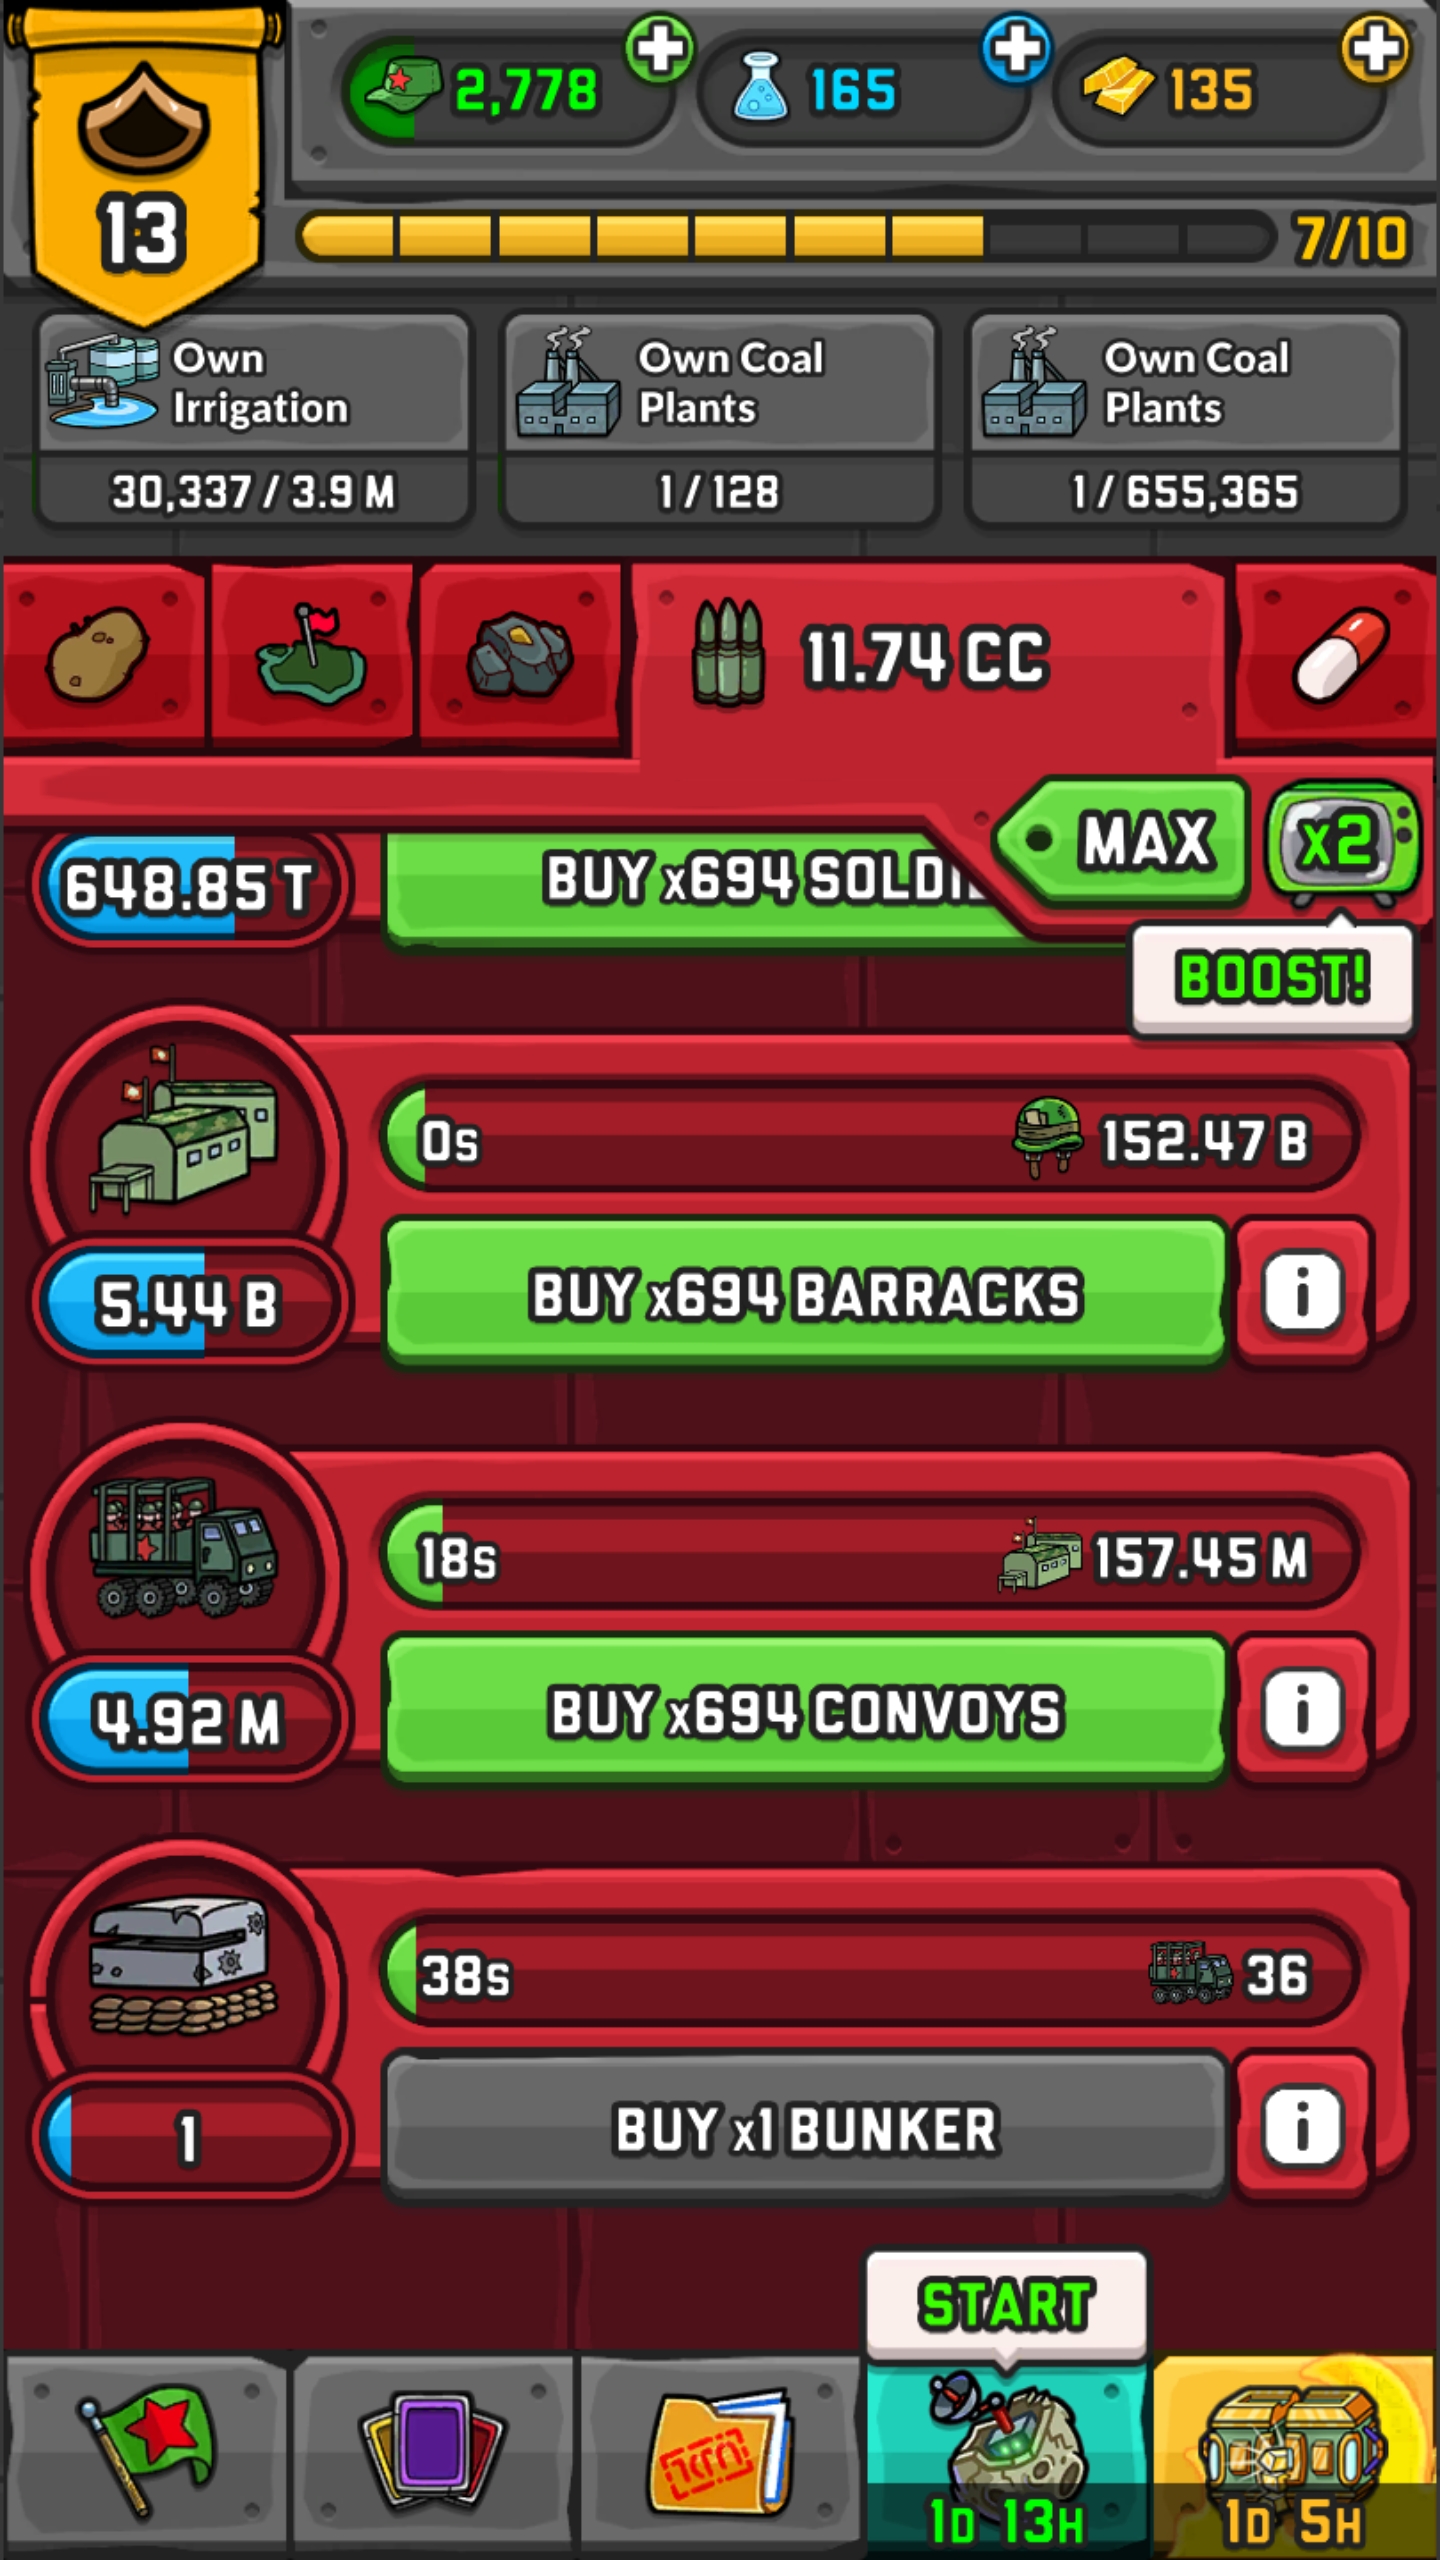 2,778
165
135
13
7/10
Own
Irrigation
30,337 / 3.9 M
Own Coal
Plants
1 / 128
Own Coal
Plants
1 / 655,365
11.74 CC
MAX
x2
BOOST!
648.85 T
BUY x694
0s
152.47 B
5.44 B
BUY x694 BARRACKS
i
18s
157.45 M
4.92 M
BUY x694 CONVOYS
i
38s
36
1
BUY x1 BUNKER
i
START
1D 13H
1D 5H